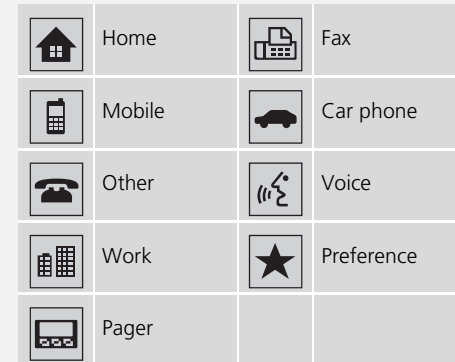 Home Fax
Mobile Car phone
Other Voice
Work Preference
Pager